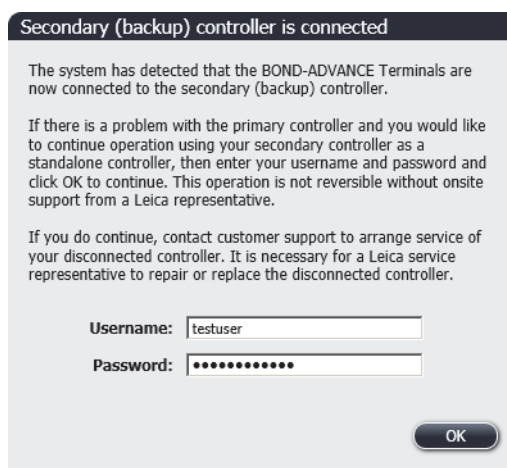 Secondary (backup) controller is connected
The system has detected that the BOND-ADVANCE Terminals are
now connected to the secondary (backup) controller.
If there is a problem with the primary controller and you would like
to continue operation using your secondary controller as a
standalone controller, then enter your username and password and
click OK to continue. This operation is not reversible without onsite
support from a Leica representative.
If you do continue, contact customer support to arrange service of
your disconnected controller. It is necessary for a Leica service
representative to repair or replace the disconnected controller.
Username: testuser
Password: ••••••••••••
OK